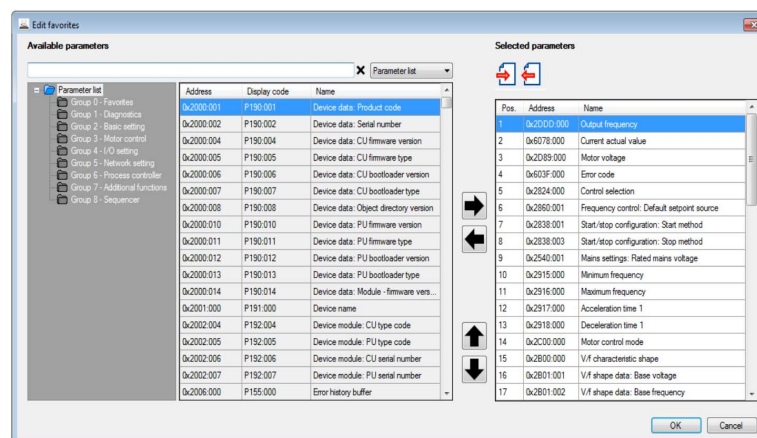 Edit favorites
Available parameters
Parameter list
Parameter list
Group 0 - Favorites
Group 1 - Diagnostics
Group 2 - Basic setting
Group 3 - Motor control
Group 4 - I/O setting
Group 5 - Network setting
Group 6 - Process controller
Group 7 - Additional functions
Group 8 - Sequencer
Address Display code Name
0x2000:001 P190:001 Device data: Product code
0x2000:002 P190:002 Device data: Serial number
0x2000:004 P190:004 Device data: CU firmware version
0x2000:005 P190:005 Device data: CU firmware type
0x2000:006 P190:006 Device data: CU bootloader version
0x2000:007 P190:007 Device data: CU bootloader type
0x2000:008 P190:008 Device data: Object directory version
0x2000:010 P190:010 Device data: PU firmware version
0x2000:011 P190:011 Device data: PU firmware type
0x2000:012 P190:012 Device data: PU bootloader version
0x2000:013 P190:013 Device data: PU bootloader type
0x2000:014 P190:014 Device data: Module - firmware vers...
0x2001:000 P191:000 Device name
0x2002:004 P192:004 Device module: CU type code
0x2002:005 P192:005 Device module: PU type code
0x2002:006 P192:006 Device module: CU serial number
0x2002:007 P192:007 Device module: PU serial number
0x2006:000 P155:000 Error history buffer
Selected parameters
Pos. Address Name
1 0x2DDD:000 Output frequency
2 0x6078:000 Current actual value
3 0x2D89:000 Motor voltage
4 0x603F:000 Error code
5 0x2824:000 Control selection
6 0x2860:001 Frequency control: Default setpoint source
7 0x2838:001 Start/stop configuration: Start method
8 0x2838:003 Start/stop configuration: Stop method
9 0x2540:001 Mains settings: Rated mains voltage
10 0x2915:000 Minimum frequency
11 0x2916:000 Maximum frequency
12 0x2917:000 Acceleration time 1
13 0x2918:000 Deceleration time 1
14 0x2C00:000 Motor control mode
15 0x2B00:000 V/f characteristic shape
16 0x2B01:001 V/f shape data: Base voltage
17 0x2B01:002 V/f shape data: Base frequency
OK Cancel